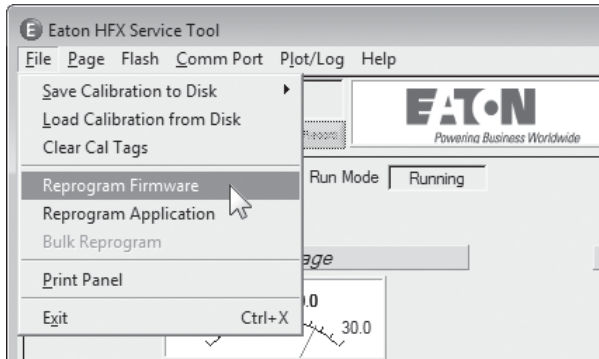 Eaton HFX Service Tool
File Page Flash Comm Port Plot/Log Help
Save Calibration to Disk
Load Calibration from Disk
Clear Cal Tags
Reprogram Firmware
Reprogram Application
Bulk Reprogram
Print Panel
Exit Ctrl+X
Record
EATON
Powering Business Worldwide
Run Mode Running
age
.0
30.0